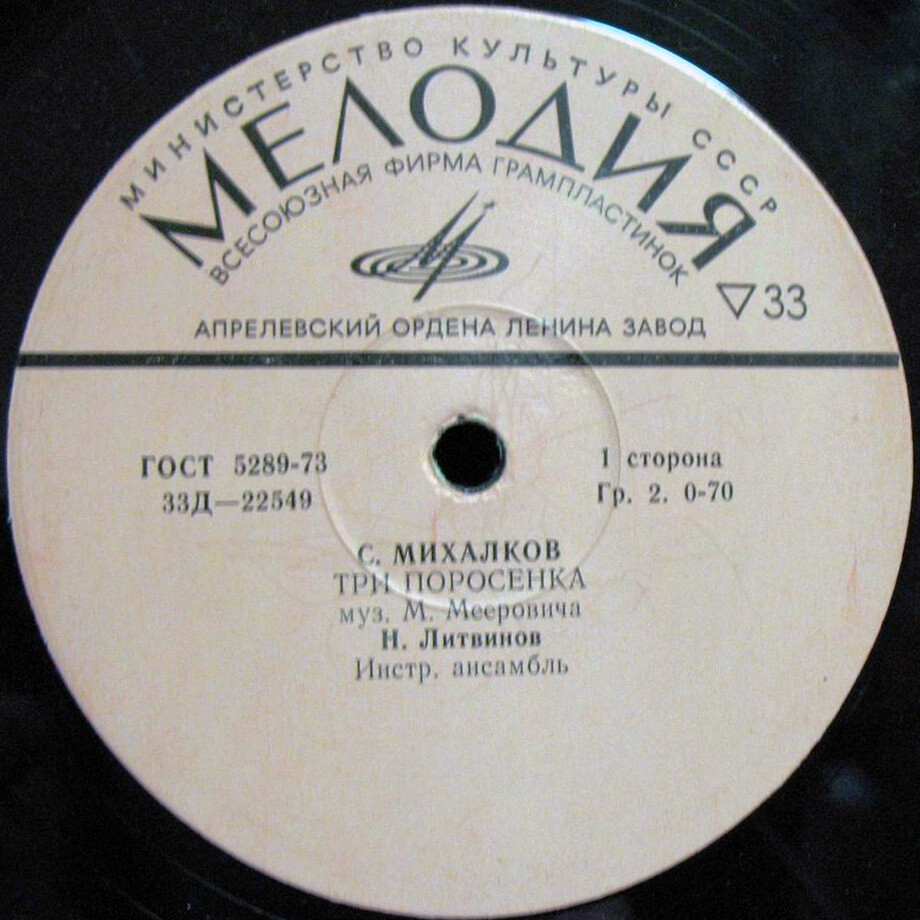 МИНИСТЕРСТВО КУЛЬТУРЫ СССР
МЕЛОДИЯ
ВСЕСОЮЗНАЯ ФИРМА ГРАМПЛАСТИНОК
33
АПРЕЛЕВСКИЙ ОРДЕНА ЛЕНИНА ЗАВОД
ГОСТ 5289-73
1 сторона
33Д—22549
Гр. 2. 0-70
С. МИХАЛКОВ
ТРИ ПОРОСЕНКА
муз. М. Мееровича
Н. Литвинов
Инстр. ансамбль